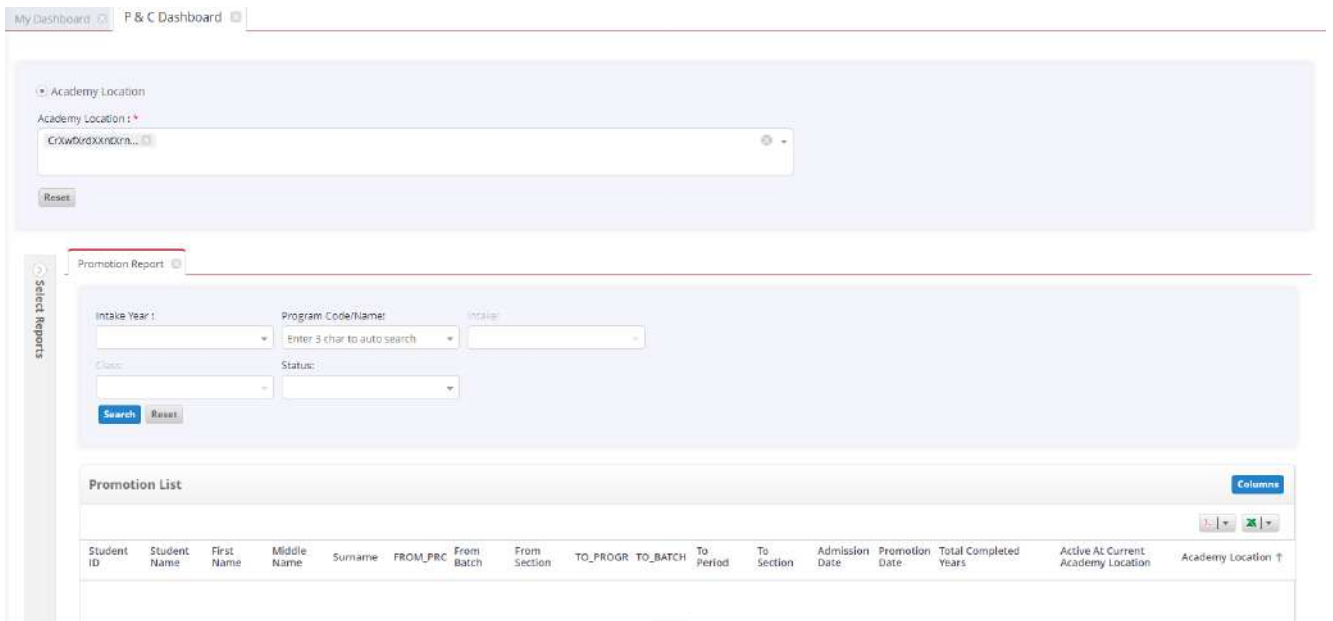 My Dashboard P & C Dashboard
Academy Location
Academy Location : *
CrXwfXrdXXntXrn...
Reset
Select Reports
Promotion Report
Intake Year : Program Code/Name: Intake:
Enter 3 char to auto search
Class: Status:
Search Reset
Promotion List Columns
Student ID Student Name First Name Middle Name Surname FROM_PRC From Batch From Section TO_PROGR TO_BATCH To Period To Section Admission Date Promotion Date Total Completed Years Active At Current Academy Location Academy Location ↑